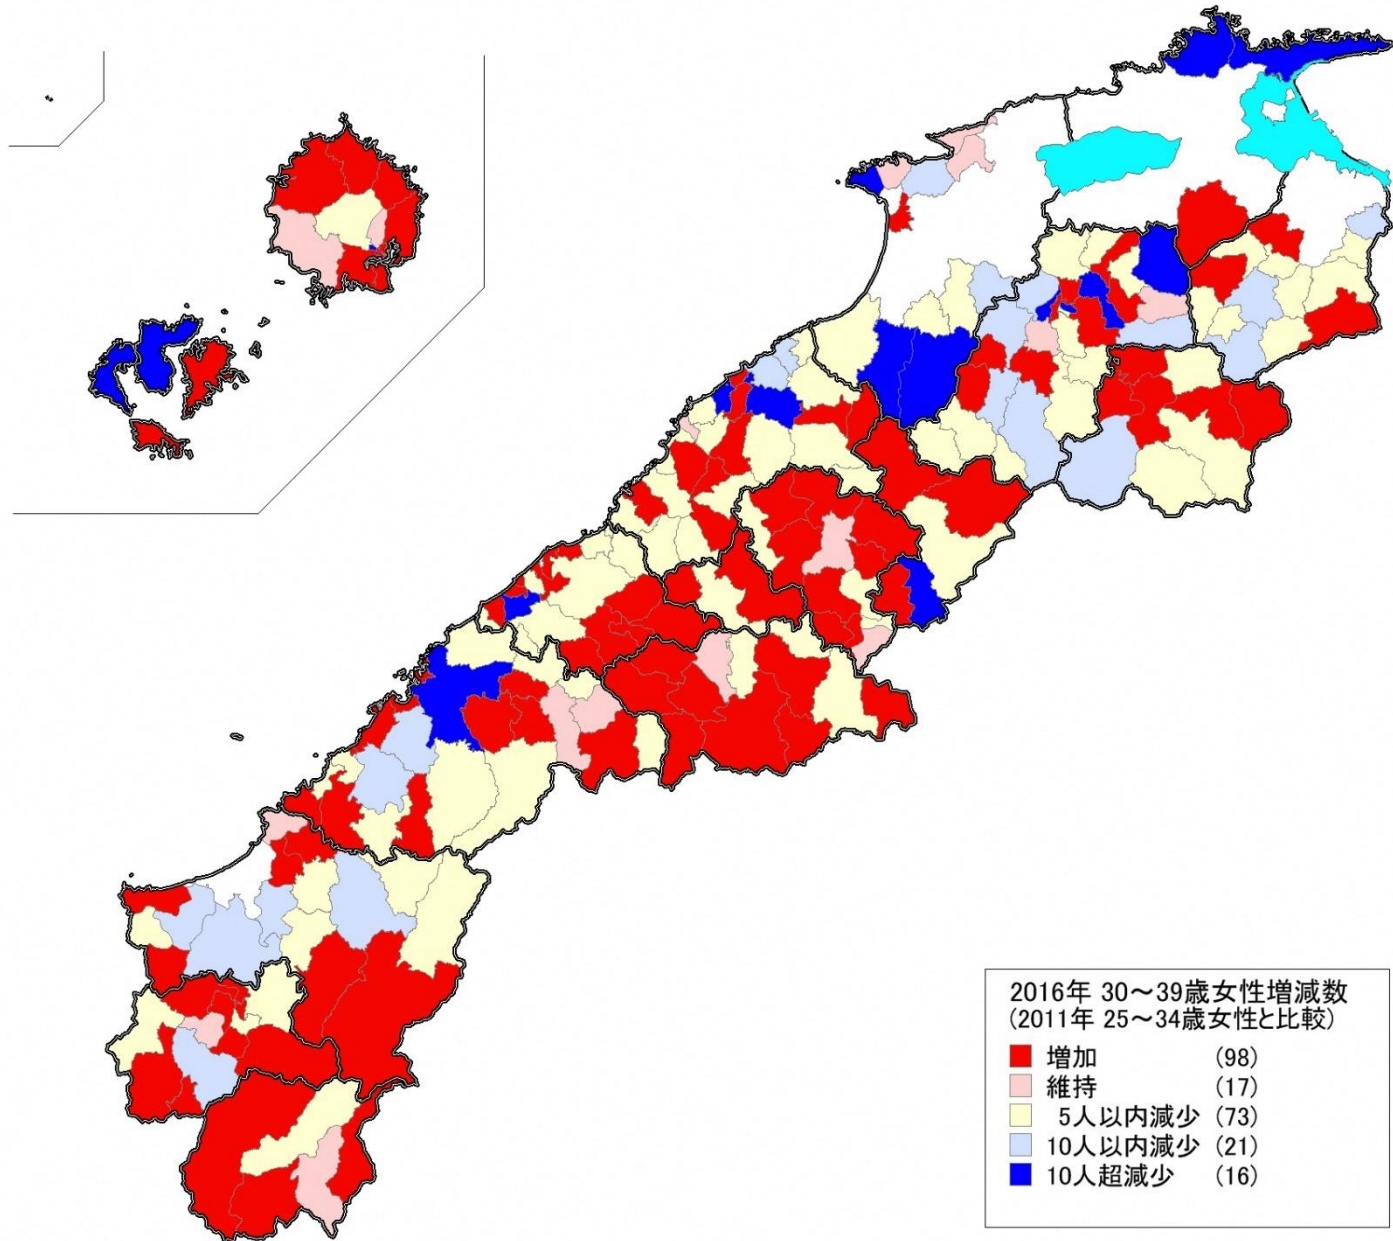 2016年 30～39歳女性増減数
(2011年 25～34歳女性と比較)
増加 (98)
維持 (17)
5人以内減少 (73)
10人以内減少 (21)
10人超減少 (16)